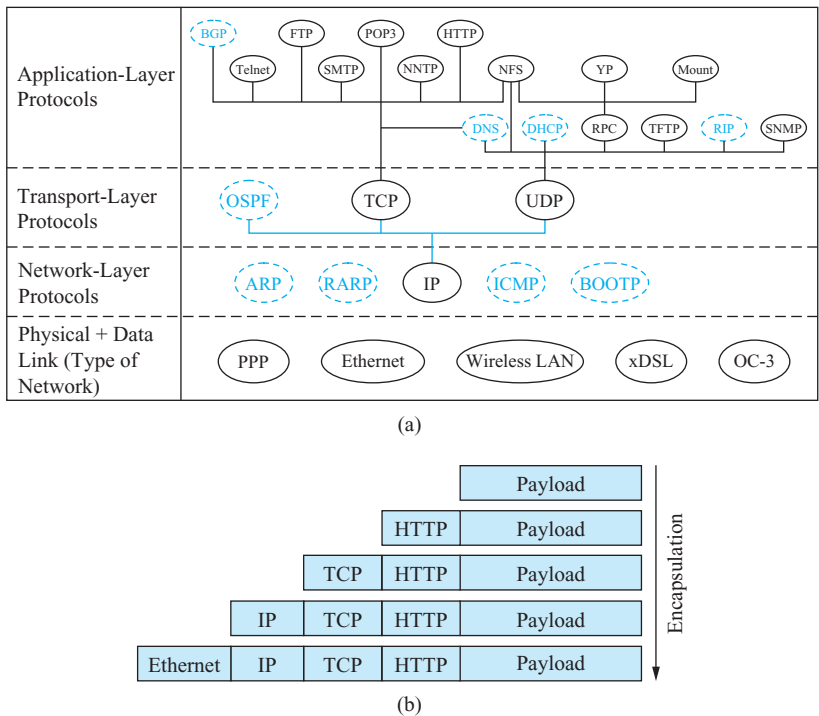 BGP
FTP
POP3
HTTP
Application-Layer
Protocols
Telnet
SMTP
NNTP
NFS
YP
Mount
DNS
DHCP
RPC
TFTP
RIP
SNMP
Transport-Layer
Protocols
OSPF
TCP
UDP
Network-Layer
Protocols
ARP
RARP
IP
ICMP
BOOTP
Physical + Data
Link (Type of
Network)
PPP
Ethernet
Wireless LAN
xDSL
OC-3
(a)
Payload
HTTP Payload
TCP HTTP Payload
IP TCP HTTP Payload
Ethernet IP TCP HTTP Payload
Encapsulation
(b)